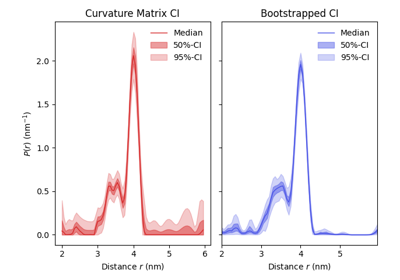 Curvature Matrix CI
Bootstrapped CI
Median
50%-CI
95%-CI
Median
50%-CI
95%-CI
P(r) (nm⁻¹)
2.0
1.5
1.0
0.5
0.0
2 3 4 5 6
2 3 4 5
Distance r (nm)
Distance r (nm)